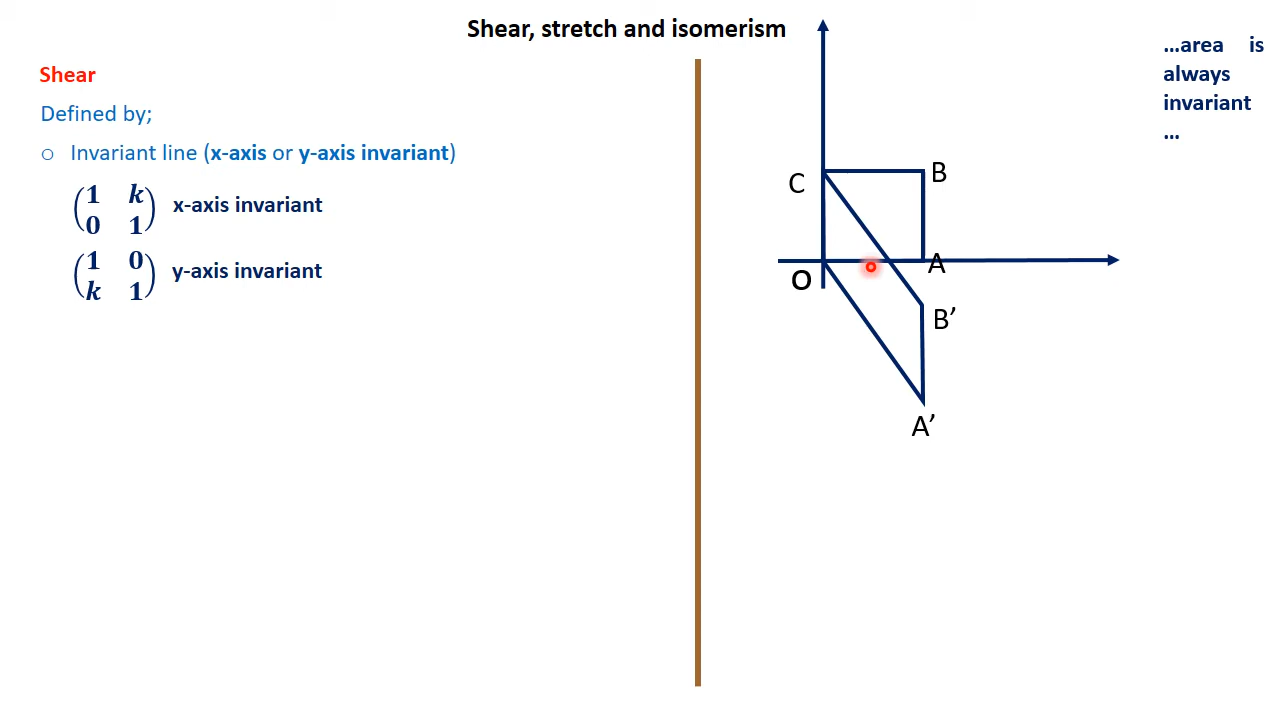 Shear, stretch and isomerism
Shear
Defined by;
○ Invariant line (x-axis or y-axis invariant)
(1 k
0 1) x-axis invariant
(1 0
k 1) y-axis invariant
...area is
always
invariant
...
C
B
O
A
B’
A’